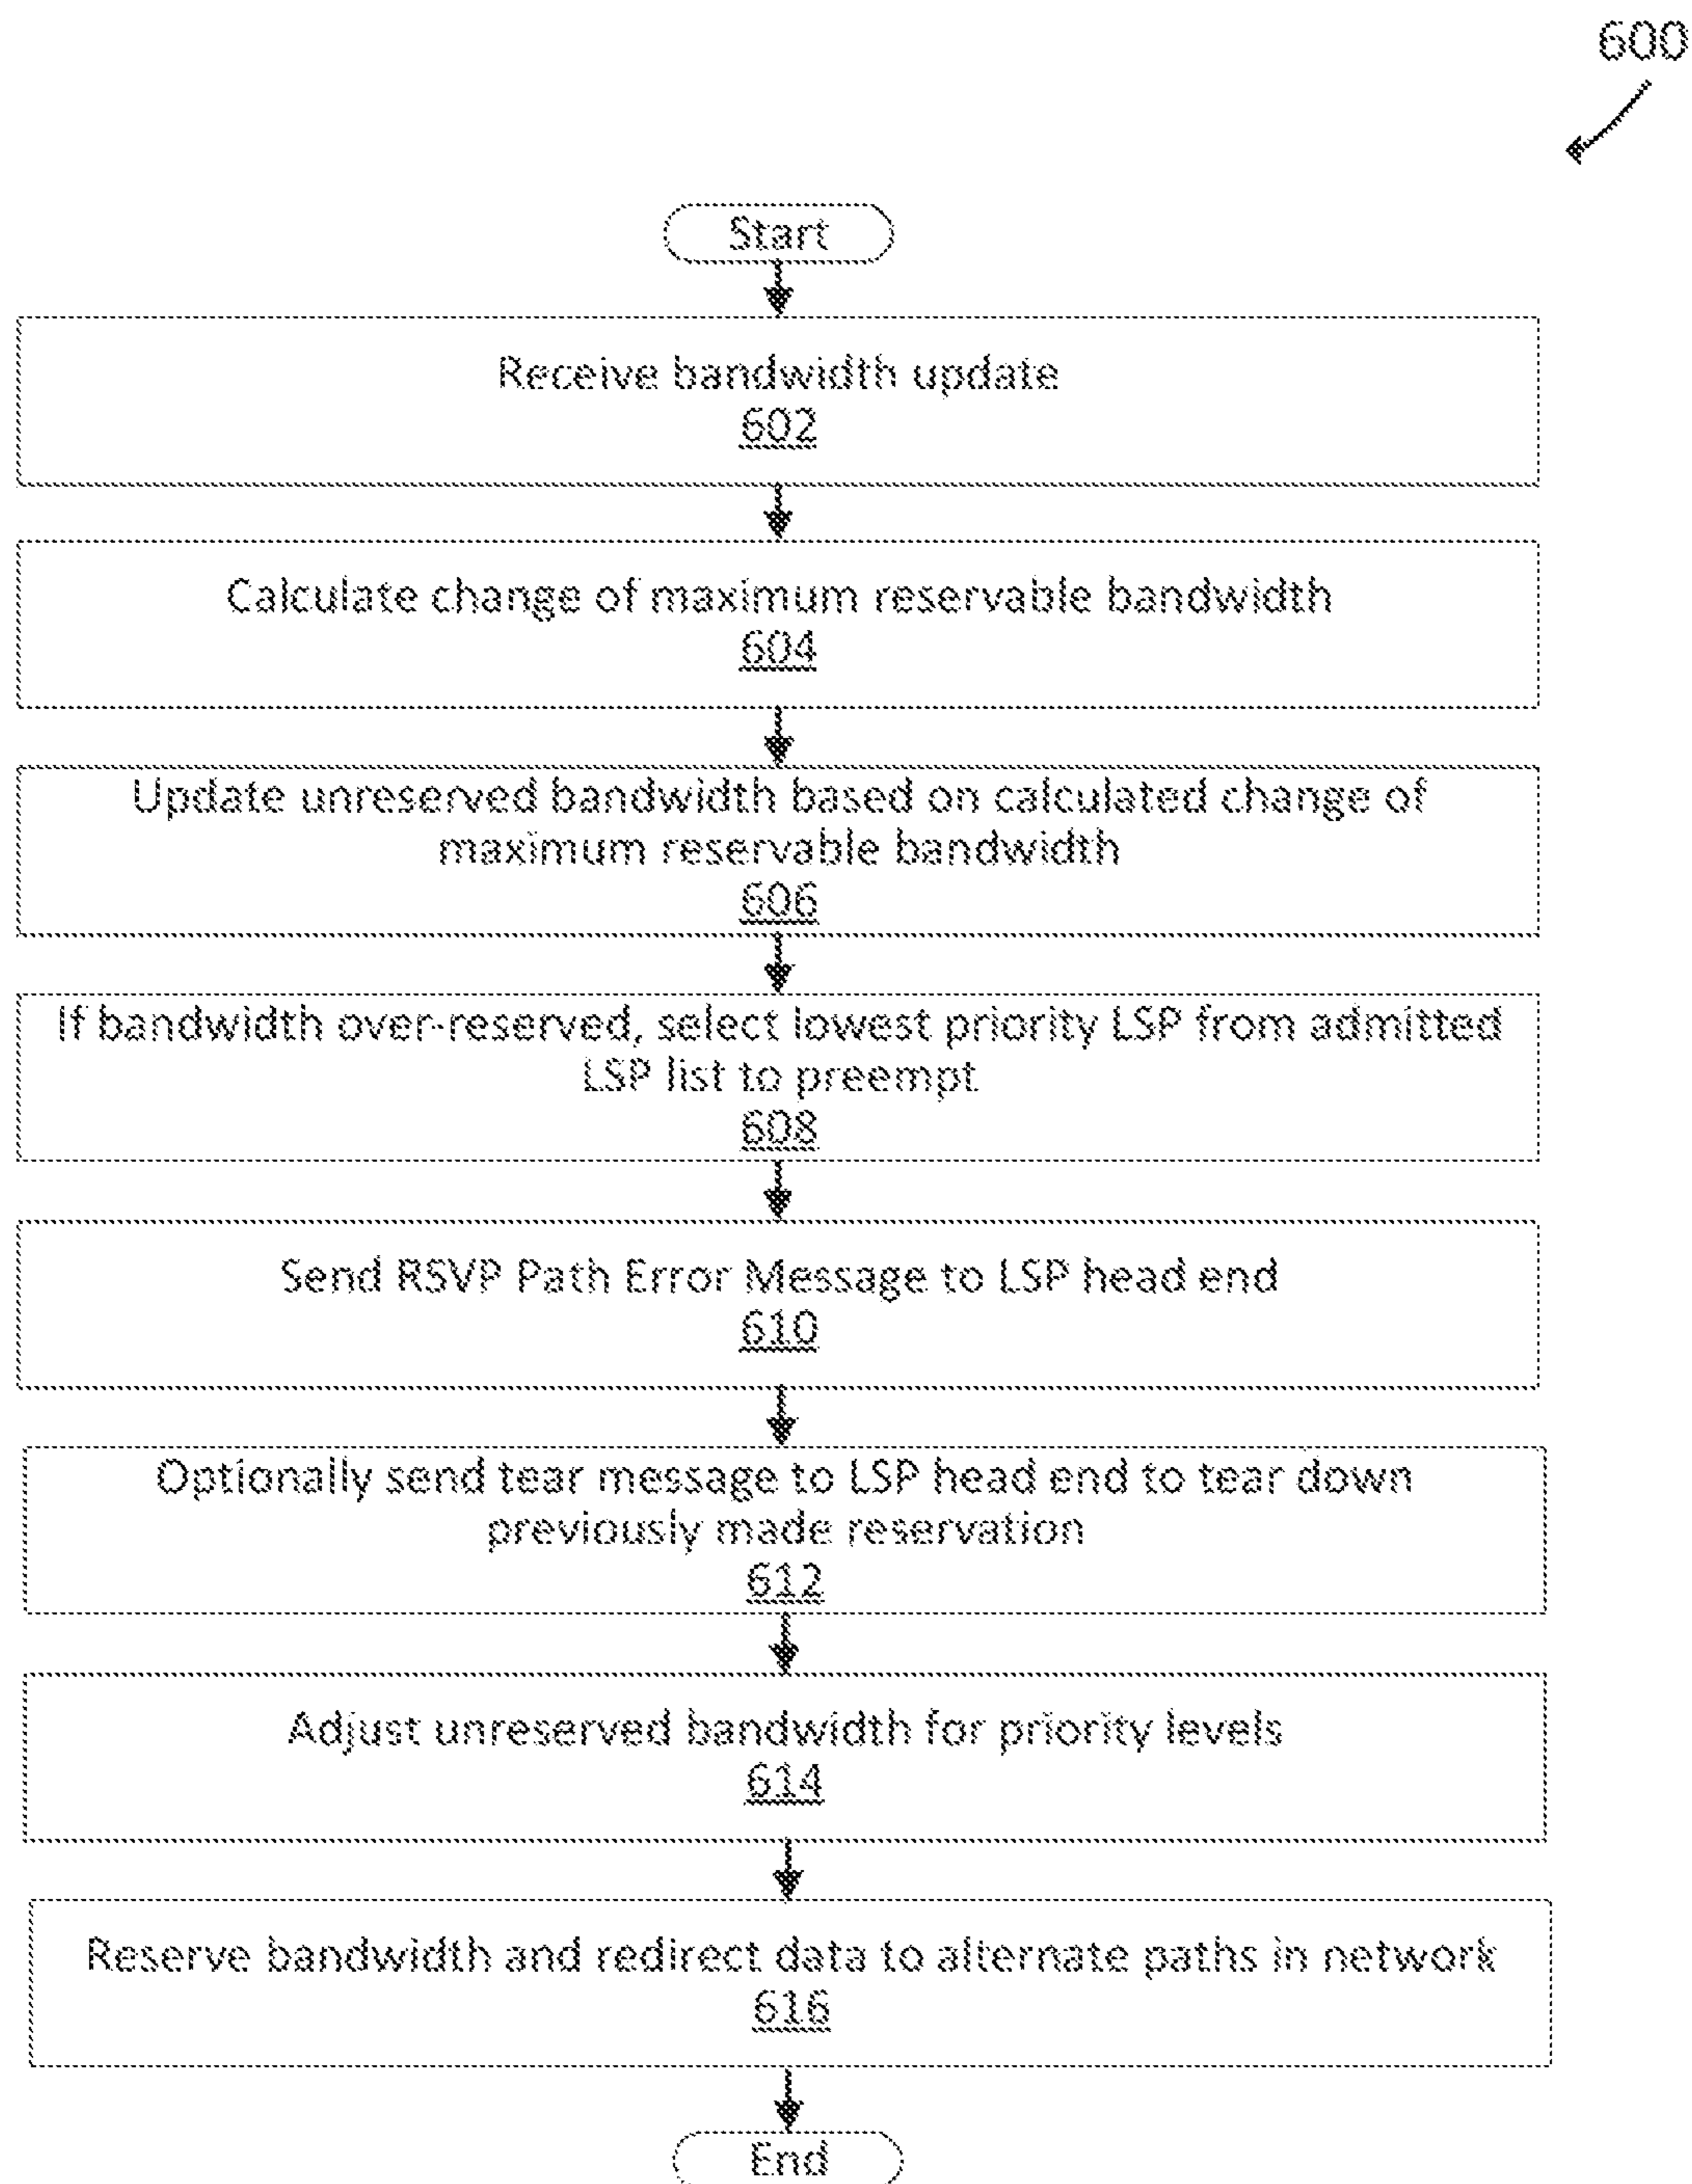 600
Start
Receive bandwidth update
602
Calculate change of maximum reservable bandwidth
604
Update unreserved bandwidth based on calculated change of
maximum reservable bandwidth
606
If bandwidth over-reserved, select lowest priority LSP from admitted
LSP list to preempt
608
Send RSVP Path Error Message to LSP head end
610
Optionally send tear message to LSP head end to tear down
previously made reservation
612
Adjust unreserved bandwidth for priority levels
614
Reserve bandwidth and redirect data to alternate paths in network
616
End